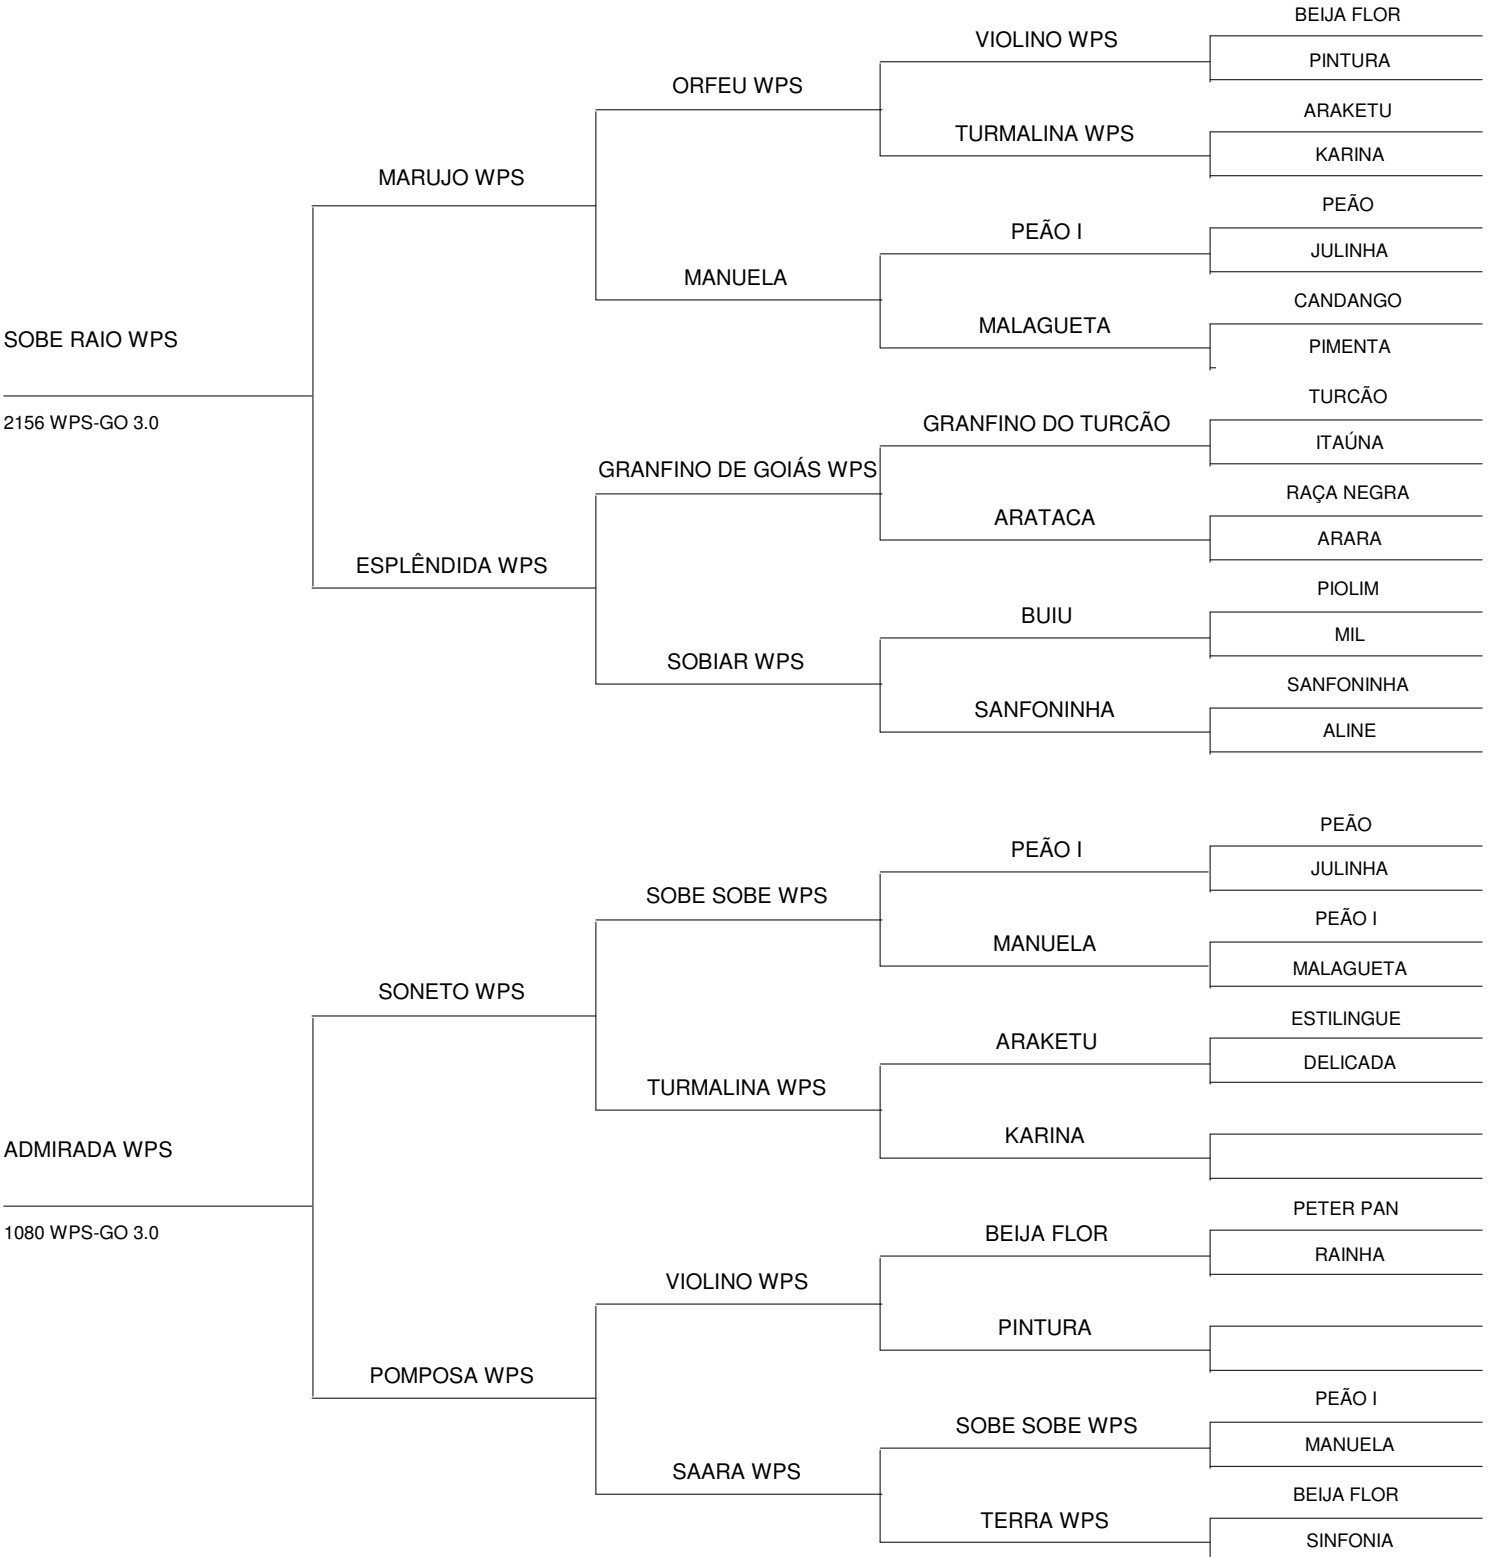 BEIJA FLOR
VIOLINO WPS
PINTURA
ORFEU WPS
ARAKETU
TURMALINA WPS
KARINA
MARUJO WPS
PEÃO
PEÃO I
JULINHA
MANUELA
CANDANGO
MALAGUETA
SOBE RAIO WPS
PIMENTA
TURCÃO
2156 WPS-GO 3.0
GRANFINO DO TURCÃO
ITAÚNA
GRANFINO DE GOIÁS WPS
RAÇA NEGRA
ARATACA
ARARA
ESPLÊNDIDA WPS
PIOLIM
BUIU
MIL
SOBIAR WPS
SANFONINHA
SANFONINHA
ALINE
PEÃO
PEÃO I
JULINHA
SOBE SOBE WPS
PEÃO I
MANUELA
MALAGUETA
SONETO WPS
ESTILINGUE
ARAKETU
DELICADA
TURMALINA WPS
KARINA
ADMIRADA WPS
PETER PAN
1080 WPS-GO 3.0
BEIJA FLOR
RAINHA
VIOLINO WPS
PINTURA
POMPOSA WPS
PEÃO I
SOBE SOBE WPS
MANUELA
SAARA WPS
BEIJA FLOR
TERRA WPS
SINFONIA